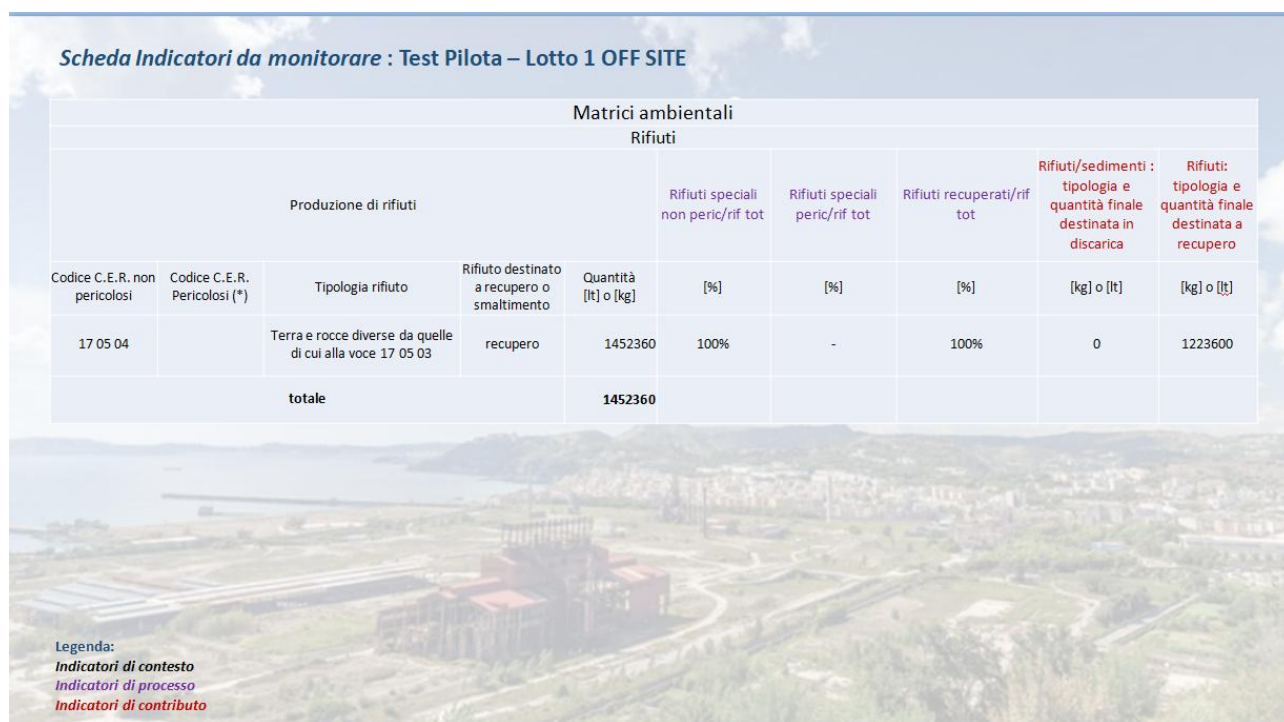 Scheda Indicatori da monitorare : Test Pilota – Lotto 1 OFF SITE
Matrici ambientali
Rifiuti
Produzione di rifiuti
Rifiuti speciali
non peric/rif tot
Rifiuti speciali
peric/rif tot
Rifiuti recuperati/rif
tot
Rifiuti/sedimenti :
tipologia e
quantità finale
destinata in
discarica
Rifiuti:
tipologia e
quantità finale
destinata a
recupero
Codice C.E.R. non
pericolosi
Codice C.E.R.
Pericolosi (*)
Tipologia rifiuto
Rifiuto destinato
a recupero o
smaltimento
Quantità
[lt] o [kg]
[%]
[%]
[%]
[kg] o [lt]
[kg] o [lt]
17 05 04
Terra e rocce diverse da quelle
di cui alla voce 17 05 03
recupero
1452360
100%
-
100%
0
1223600
totale
1452360
Legenda:
Indicatori di contesto
Indicatori di processo
Indicatori di contributo